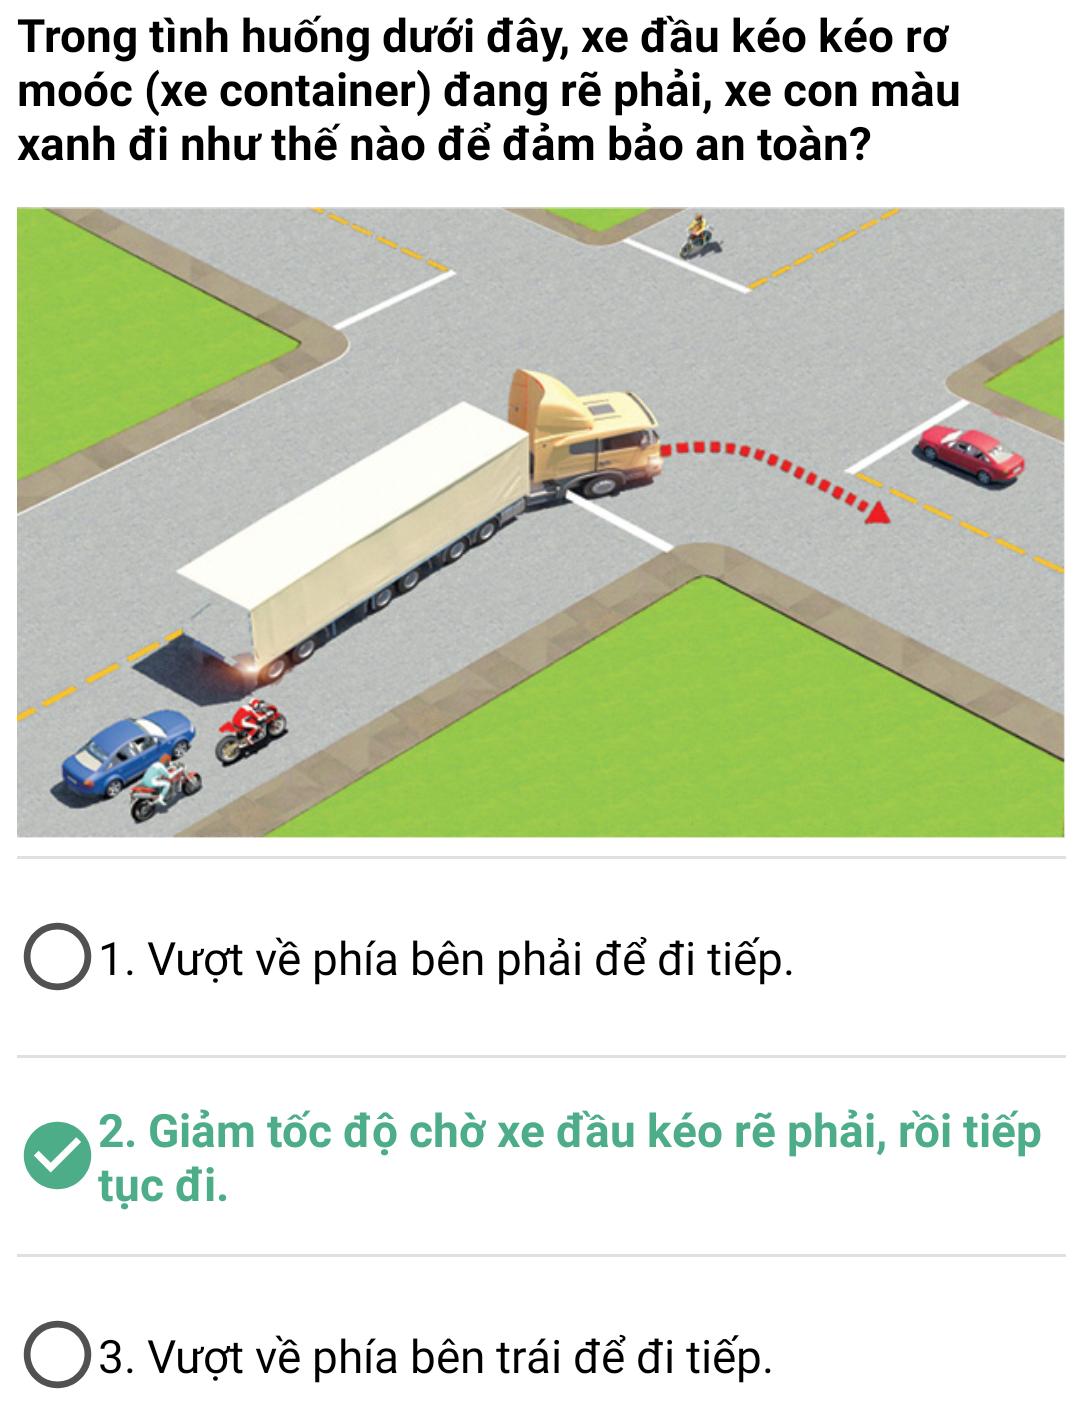 Trong tình huống dưới đây, xe đầu kéo kéo rơ
moóc (xe container) đang rẽ phải, xe con màu
xanh đi như thế nào để đảm bảo an toàn?
1. Vượt về phía bên phải để đi tiếp.
2. Giảm tốc độ chờ xe đầu kéo rẽ phải, rồi tiếp
tục đi.
3. Vượt về phía bên trái để đi tiếp.